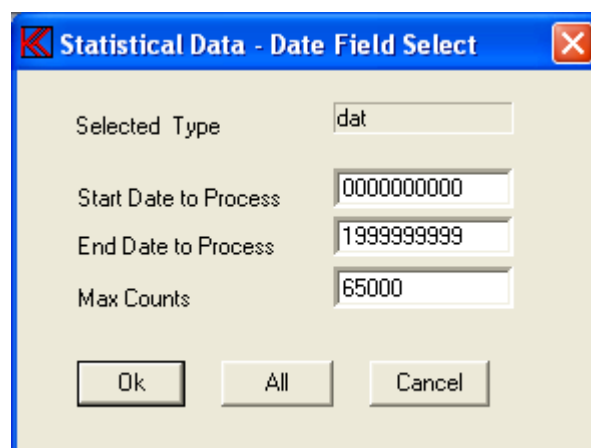 Statistical Data - Date Field Select
Selected Type dat
Start Date to Process 0000000000
End Date to Process 1999999999
Max Counts 65000
Ok All Cancel